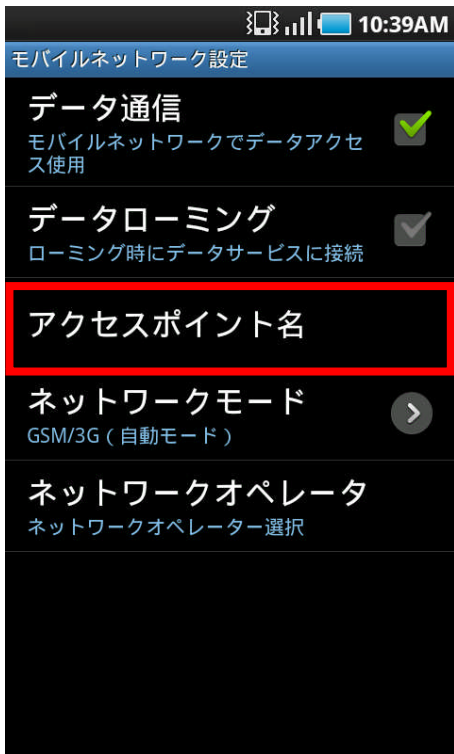 10:39AM
モバイルネットワーク設定
データ通信
モバイルネットワークでデータアクセ
ス使用
データローミング
ローミング時にデータサービスに接続
アクセスポイント名
ネットワークモード
GSM/3G ( 自動モード )
ネットワークオペレータ
ネットワークオペレーター選択